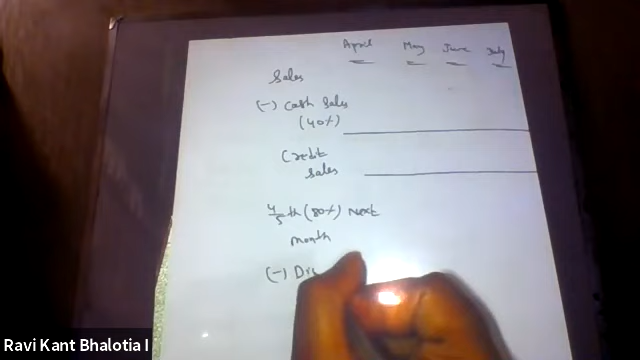 April May June July
Sales
(-) Cash Sales
(40%)
Credit
Sales
4/5th (80%) Next
month
(-) Dis
Ravi Kant Bhalotia I